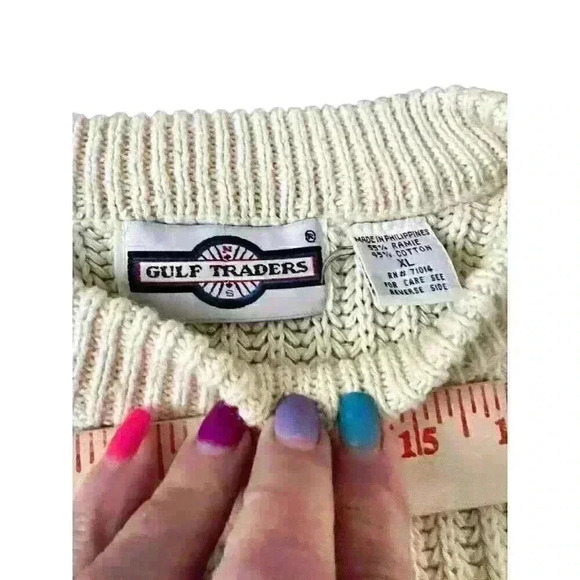 N
GULF TRADERS
S
®
MADE IN PHILIPPINES
55% RAMIE
45% COTTON
XL
RN# 71014
FOR CARE SEE
REVERSE SIDE
15